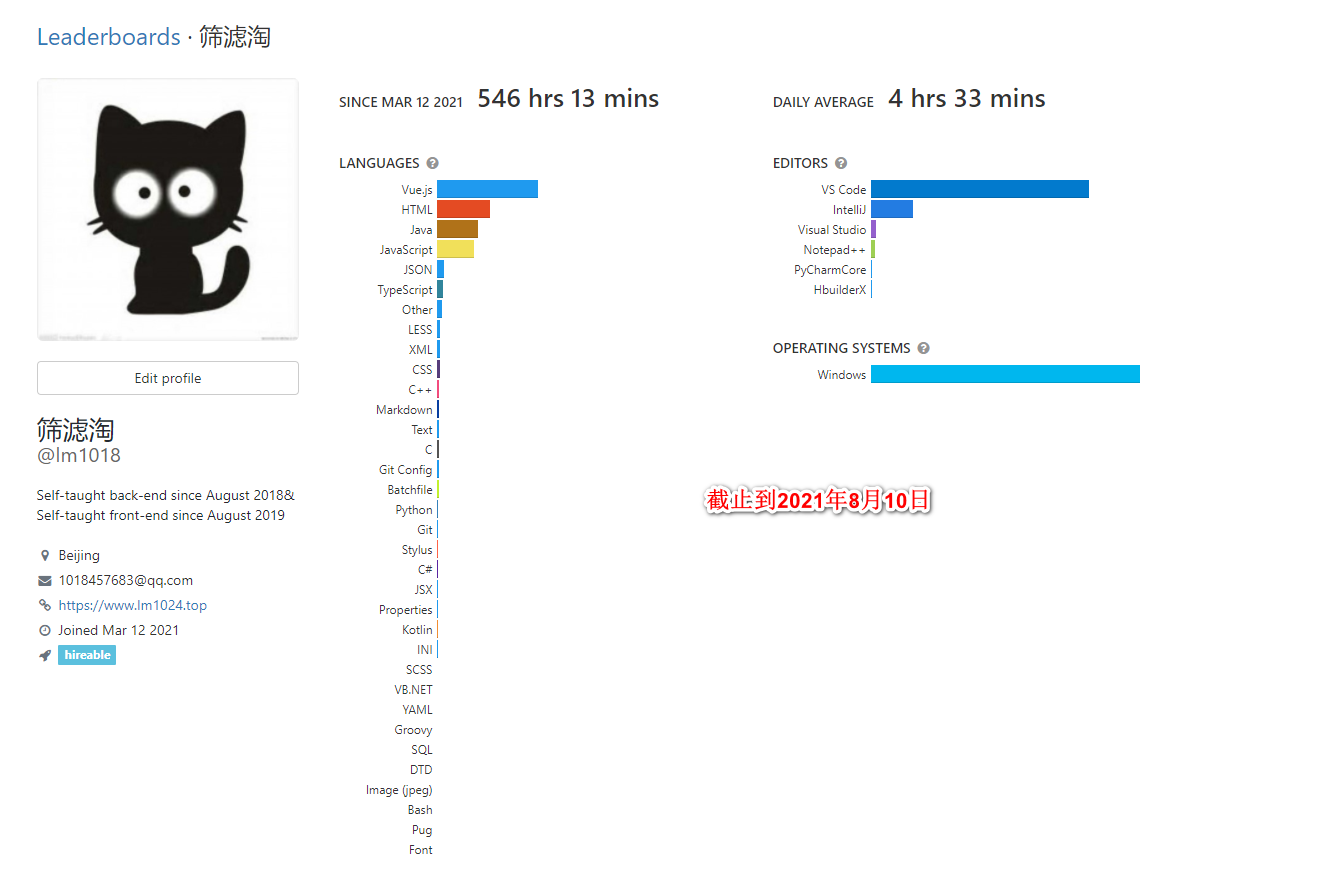 Leaderboards · 筛滤淘
Edit profile
筛滤淘
@lm1018
Self-taught back-end since August 2018&
Self-taught front-end since August 2019
Beijing
1018457683@qq.com
https://www.lm1024.top
Joined Mar 12 2021
hireable
SINCE MAR 12 2021 546 hrs 13 mins
LANGUAGES ?
Vue.js
HTML
Java
JavaScript
JSON
TypeScript
Other
LESS
XML
CSS
C++
Markdown
Text
C
Git Config
Batchfile
Python
Git
Stylus
C#
JSX
Properties
Kotlin
INI
SCSS
VB.NET
YAML
Groovy
SQL
DTD
Image (jpeg)
Bash
Pug
Font
DAILY AVERAGE 4 hrs 33 mins
EDITORS ?
VS Code
IntelliJ
Visual Studio
Notepad++
PyCharmCore
HbuilderX
OPERATING SYSTEMS ?
Windows
截止到2021年8月10日